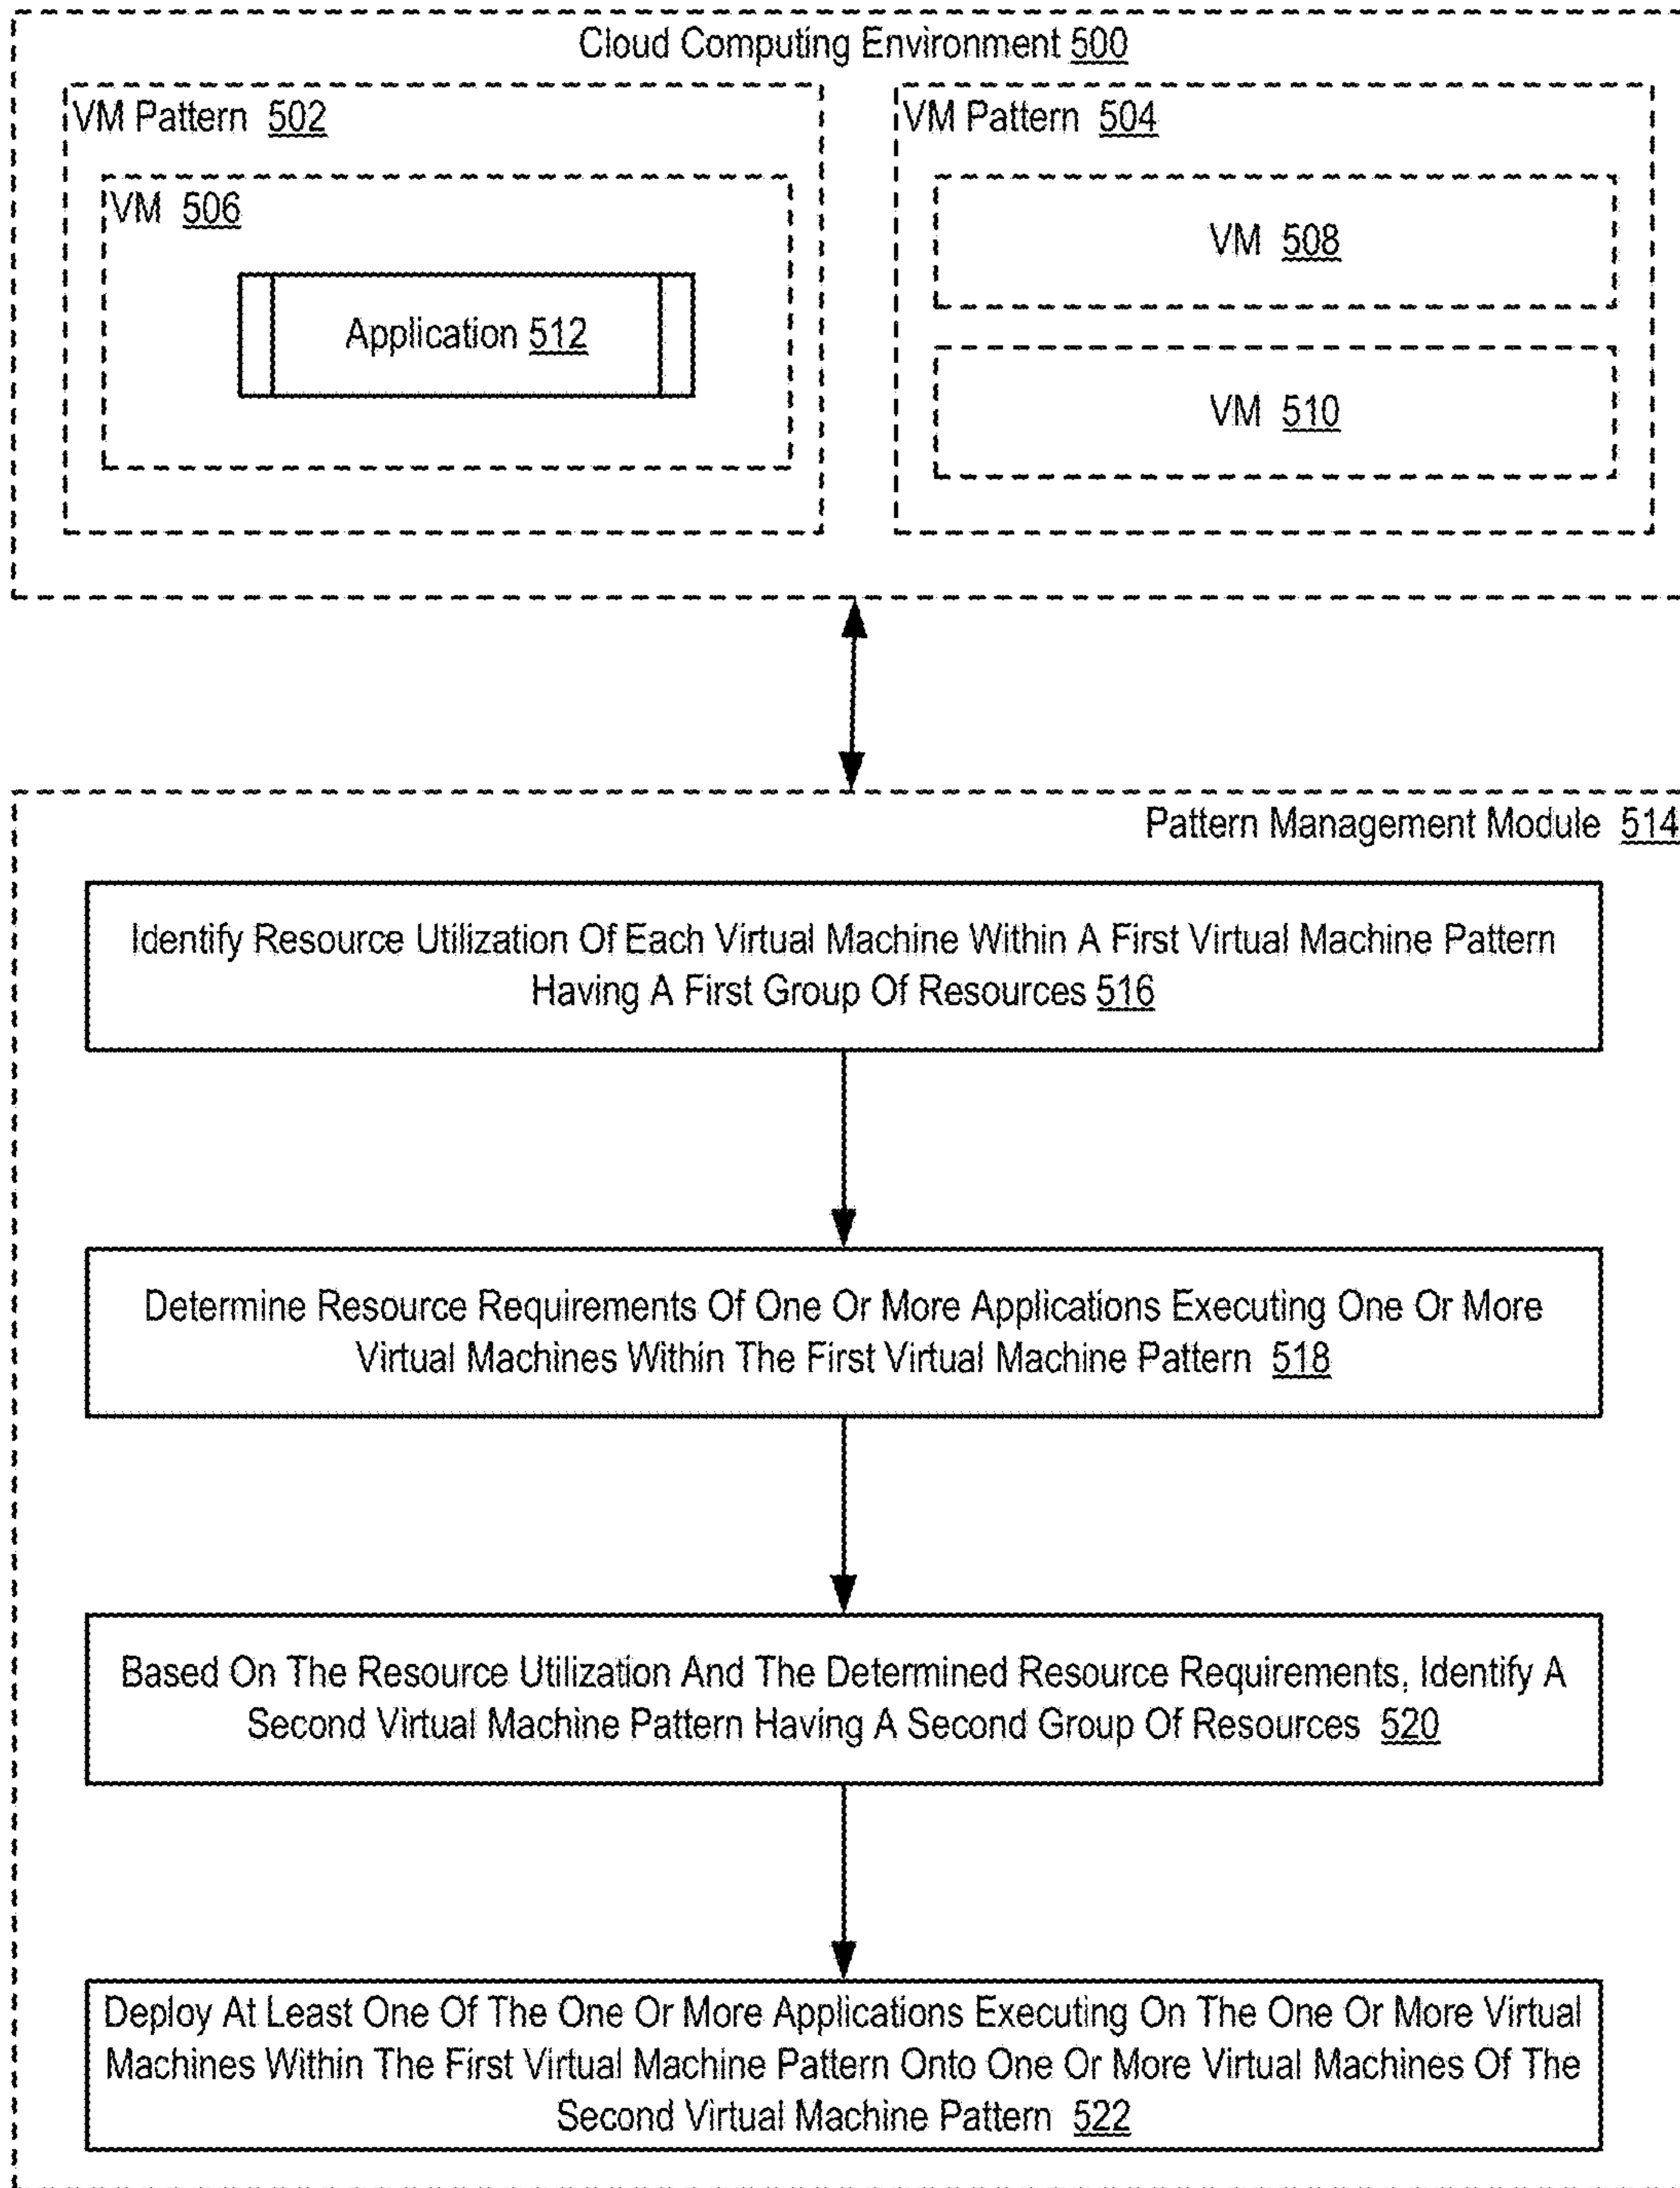 Cloud Computing Environment 500
VM Pattern 502
VM Pattern 504
VM 506
VM 508
Application 512
VM 510
Pattern Management Module 514
Identify Resource Utilization Of Each Virtual Machine Within A First Virtual Machine Pattern
Having A First Group Of Resources 516
Determine Resource Requirements Of One Or More Applications Executing One Or More
Virtual Machines Within The First Virtual Machine Pattern 518
Based On The Resource Utilization And The Determined Resource Requirements, Identify A
Second Virtual Machine Pattern Having A Second Group Of Resources 520
Deploy At Least One Of The One Or More Applications Executing On The One Or More Virtual
Machines Within The First Virtual Machine Pattern Onto One Or More Virtual Machines Of The
Second Virtual Machine Pattern 522